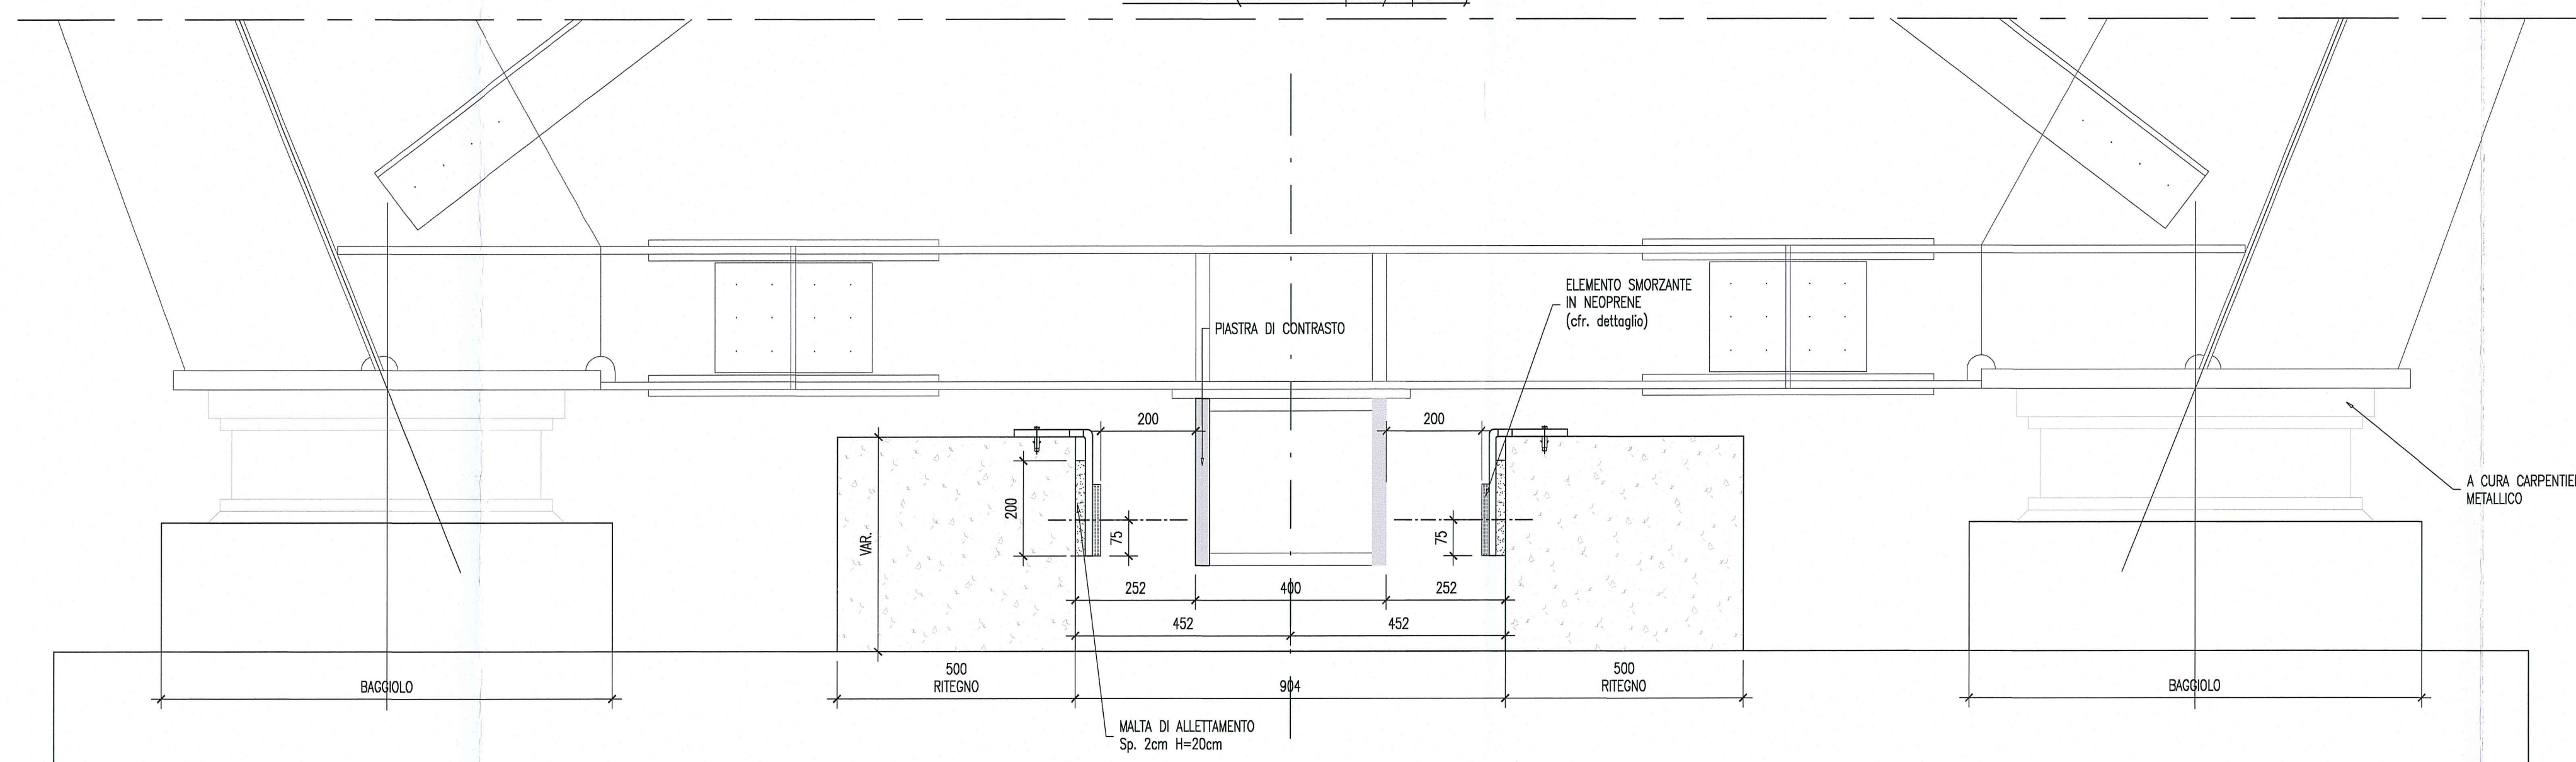 ELEMENTO SMORZANTE
IN NEOPRENE
(cfr. dettaglio)
PIASTRA DI CONTRASTO
200
200
A CURA CARPENTIE
METALLICO
200
VAR.
75
75
252
400
252
452
452
500
RITEGNO
904
500
RITEGNO
BAGGIOLO
BAGGIOLO
MALTA DI ALLETTAMENTO
Sp. 2cm H=20cm